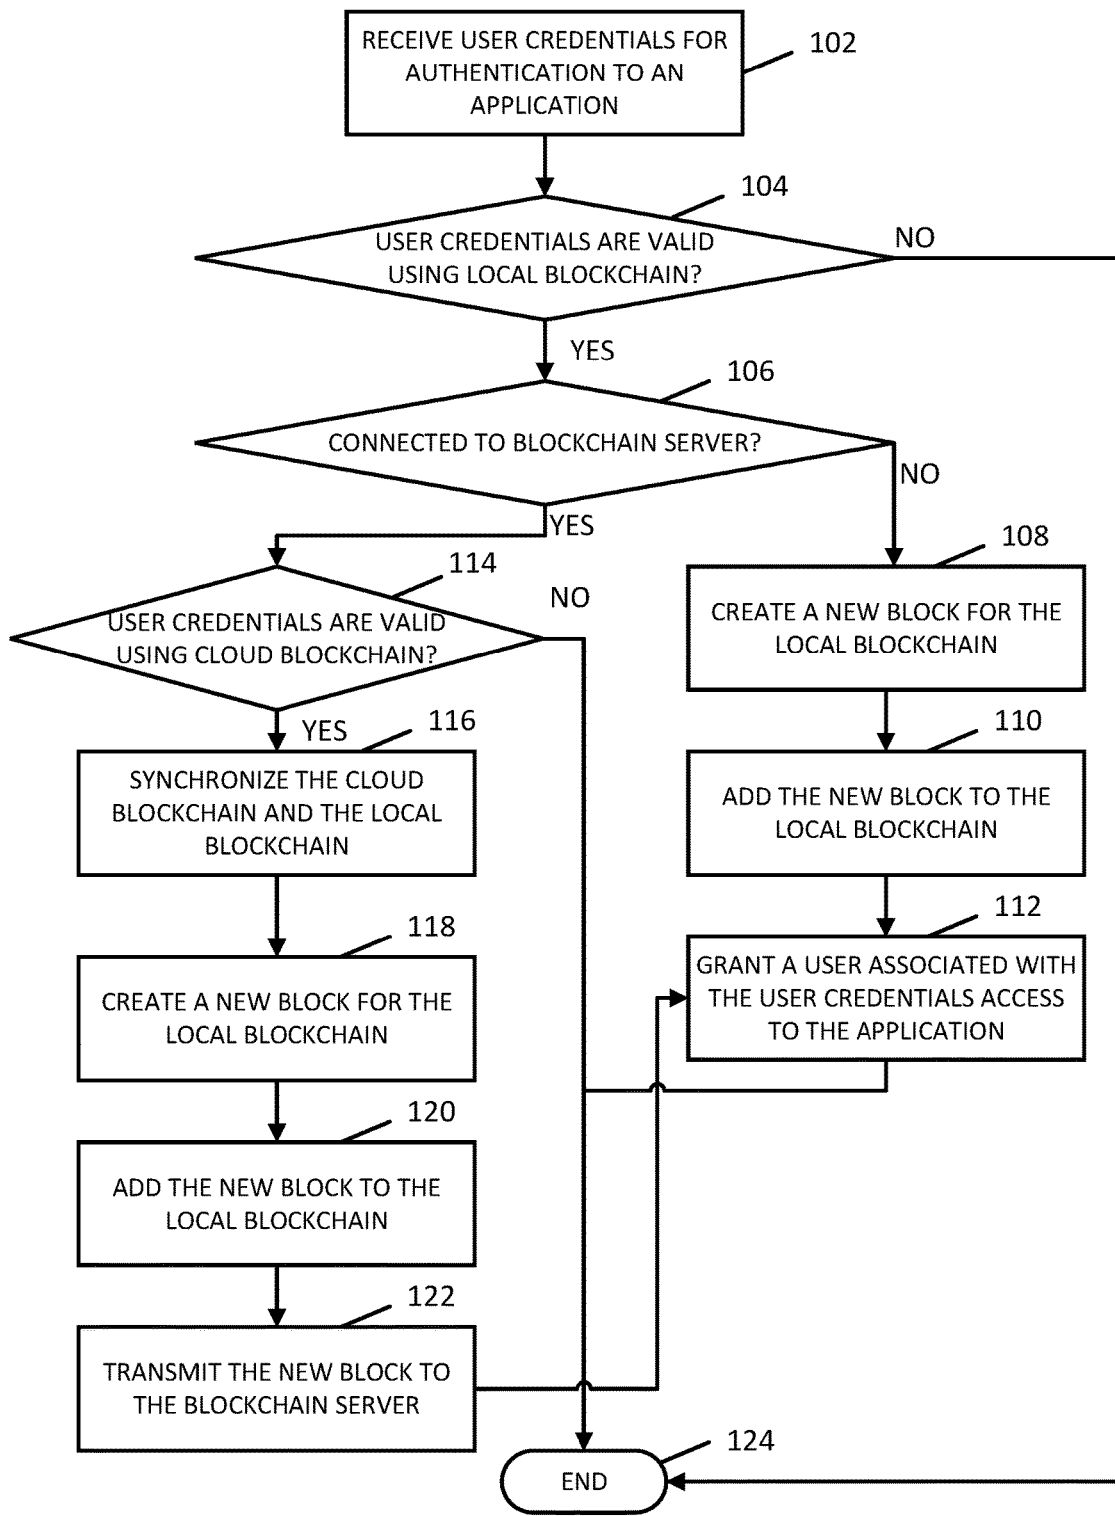 RECEIVE USER CREDENTIALS FOR
AUTHENTICATION TO AN
APPLICATION
102
104
USER CREDENTIALS ARE VALID
USING LOCAL BLOCKCHAIN?
NO
YES
106
CONNECTED TO BLOCKCHAIN SERVER?
NO
YES
114
USER CREDENTIALS ARE VALID
USING CLOUD BLOCKCHAIN?
NO
YES
108
CREATE A NEW BLOCK FOR THE
LOCAL BLOCKCHAIN
116
SYNCHRONIZE THE CLOUD
BLOCKCHAIN AND THE LOCAL
BLOCKCHAIN
110
ADD THE NEW BLOCK TO THE
LOCAL BLOCKCHAIN
118
CREATE A NEW BLOCK FOR THE
LOCAL BLOCKCHAIN
112
GRANT A USER ASSOCIATED WITH
THE USER CREDENTIALS ACCESS
TO THE APPLICATION
120
ADD THE NEW BLOCK TO THE
LOCAL BLOCKCHAIN
122
TRANSMIT THE NEW BLOCK TO
THE BLOCKCHAIN SERVER
124
END